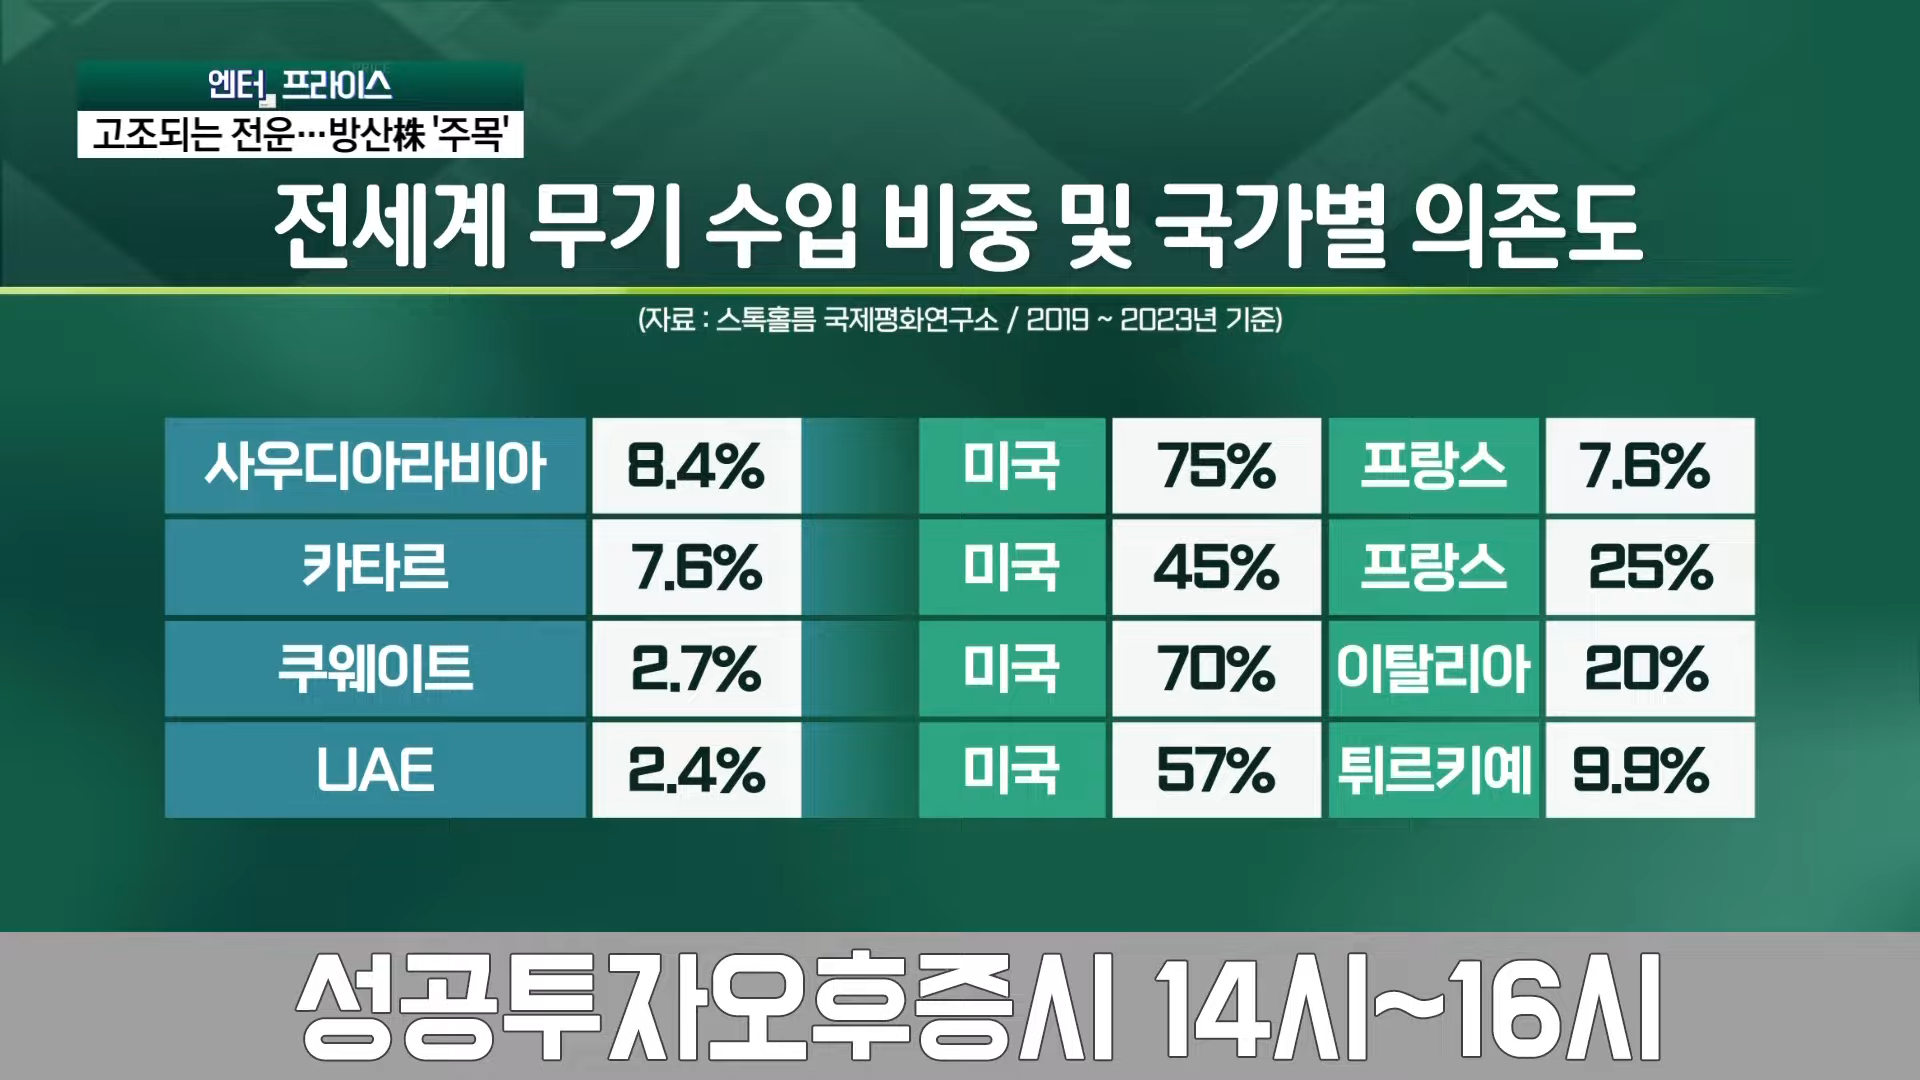 엔터 프라이스
고조되는 전운…방산株 '주목'
전세계 무기 수입 비중 및 국가별 의존도
(자료 : 스톡홀름 국제평화연구소 / 2019 ~ 2023년 기준)
사우디아라비아 8.4% 미국 75% 프랑스 7.6%
카타르 7.6% 미국 45% 프랑스 25%
쿠웨이트 2.7% 미국 70% 이탈리아 20%
UAE 2.4% 미국 57% 튀르키예 9.9%
성공투자오후증시 14시~16시